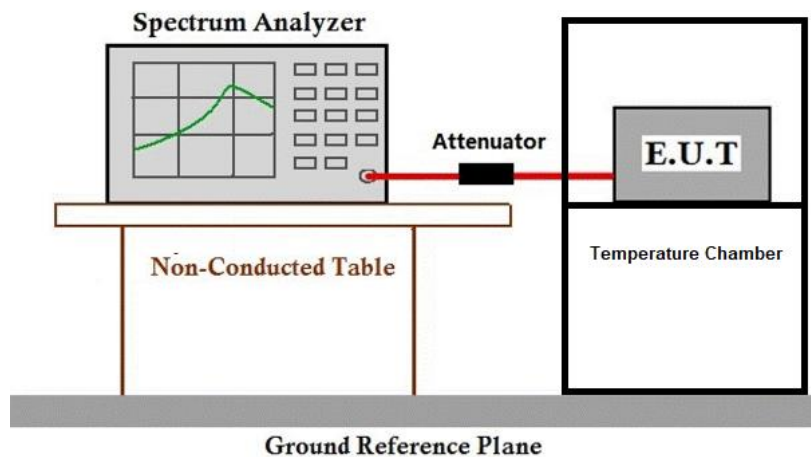 Spectrum Analyzer
Attenuator
E.U.T
Non-Conducted Table
Temperature Chamber
Ground Reference Plane